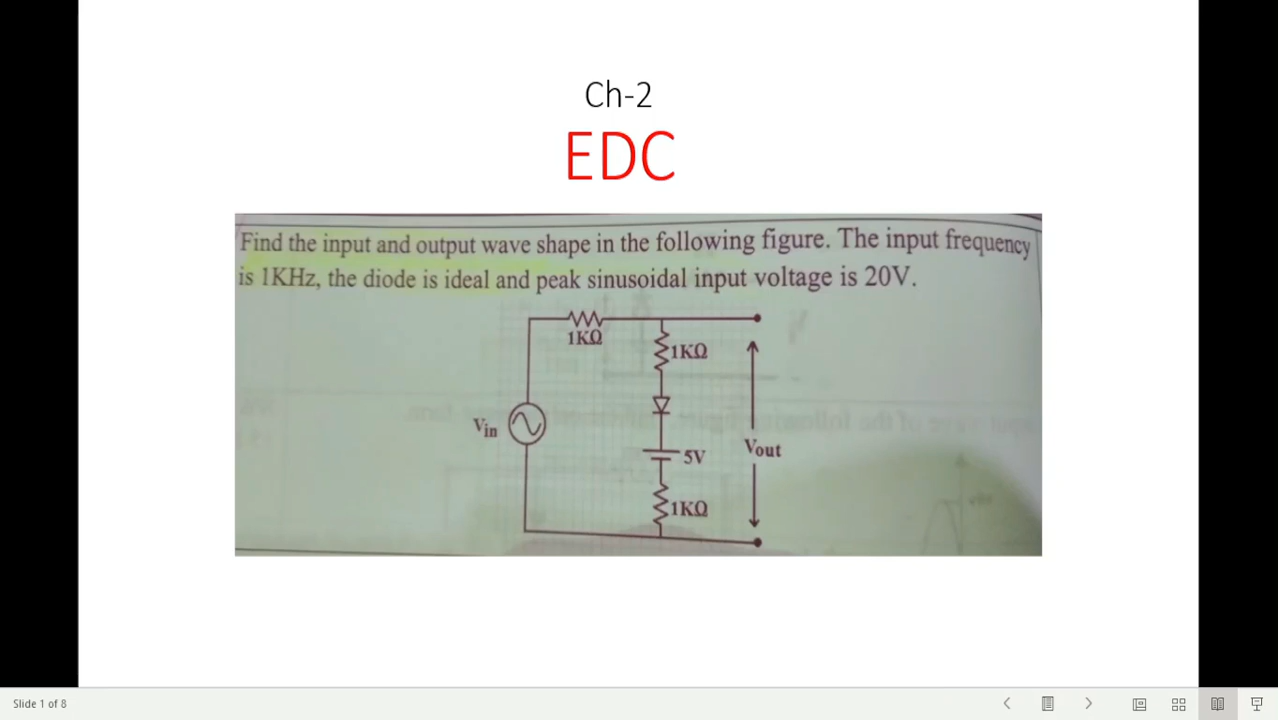 Ch-2
EDC
Find the input and output wave shape in the following figure. The input frequency
is 1KHz, the diode is ideal and peak sinusoidal input voltage is 20V.
1KΩ
1KΩ
Vin
5V
Vout
1KΩ
Slide 1 of 8